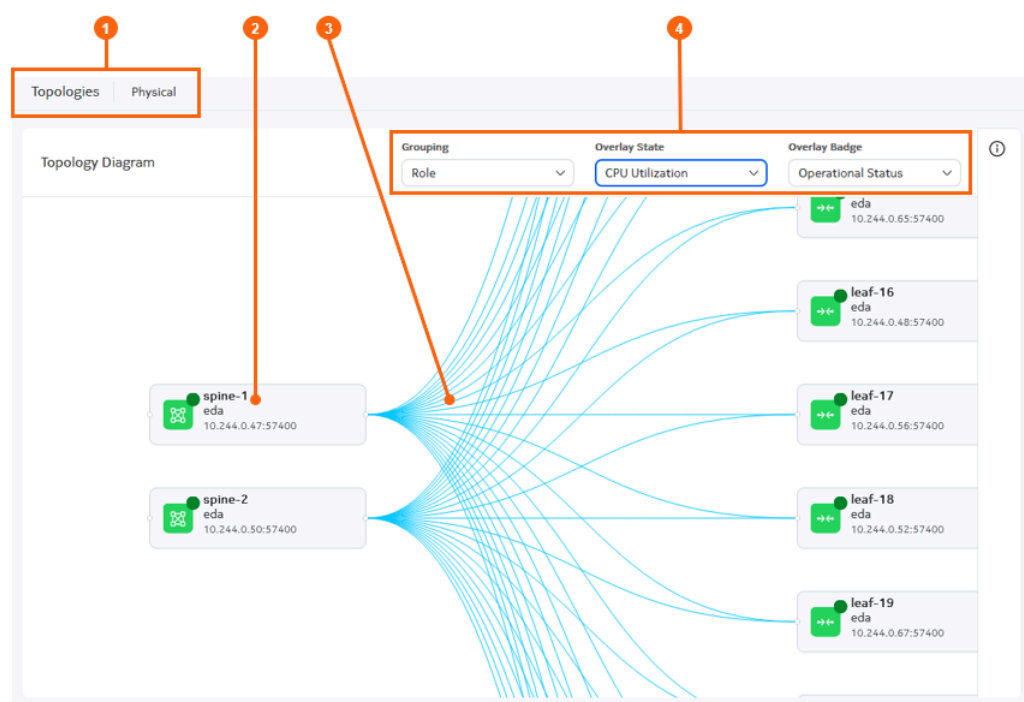 1
2
3
4
Topologies
Physical
Topology Diagram
Grouping
Role
Overlay State
CPU Utilization
Overlay Badge
Operational Status
eda
10.244.0.65:57400
leaf-16
eda
10.244.0.48:57400
spine-1
eda
10.244.0.47:57400
leaf-17
eda
10.244.0.56:57400
spine-2
eda
10.244.0.50:57400
leaf-18
eda
10.244.0.52:57400
leaf-19
eda
10.244.0.67:57400